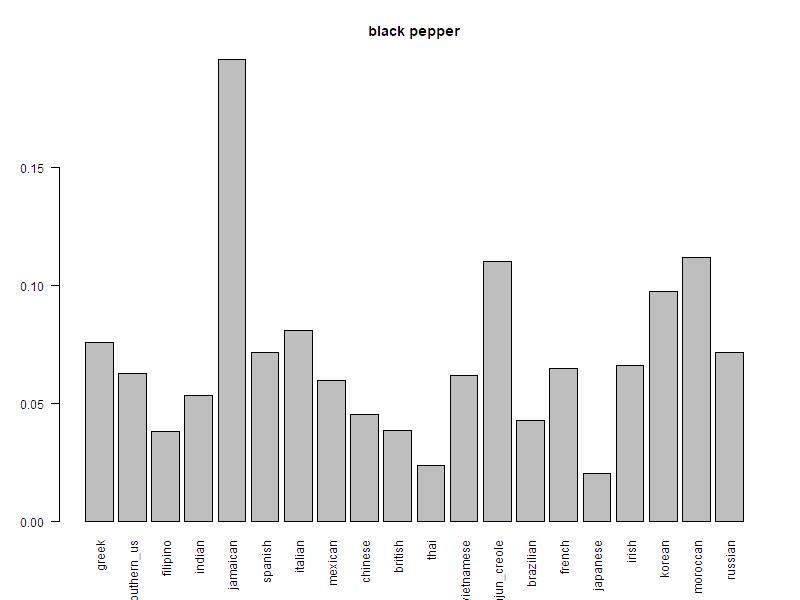 black pepper
0.15
0.10
0.05
0.00
greek
outhern_us
filipino
indian
jamaican
spanish
italian
mexican
chinese
british
thai
vietnamese
jun_creole
brazilian
french
japanese
irish
korean
moroccan
russian